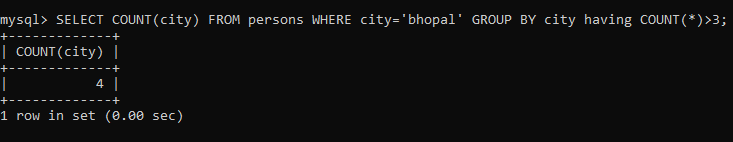 mysql> SELECT COUNT(city) FROM persons WHERE city='bhopal' GROUP BY city having COUNT(*)>3;
+-------------+
| COUNT(city) |
+-------------+
|           4 |
+-------------+
1 row in set (0.00 sec)